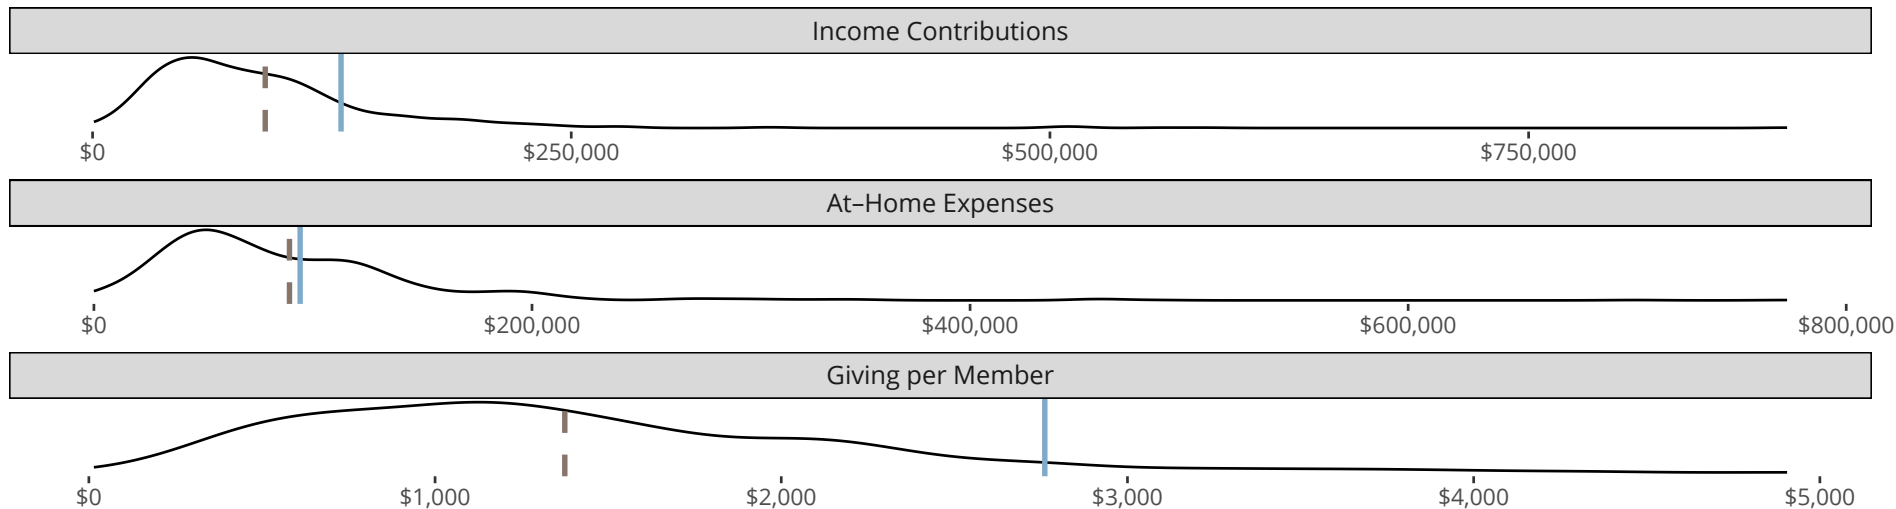 Income Contributions
$0 $250,000 $500,000 $750,000
At–Home Expenses
$0 $200,000 $400,000 $600,000 $800,000
Giving per Member
$0 $1,000 $2,000 $3,000 $4,000 $5,000